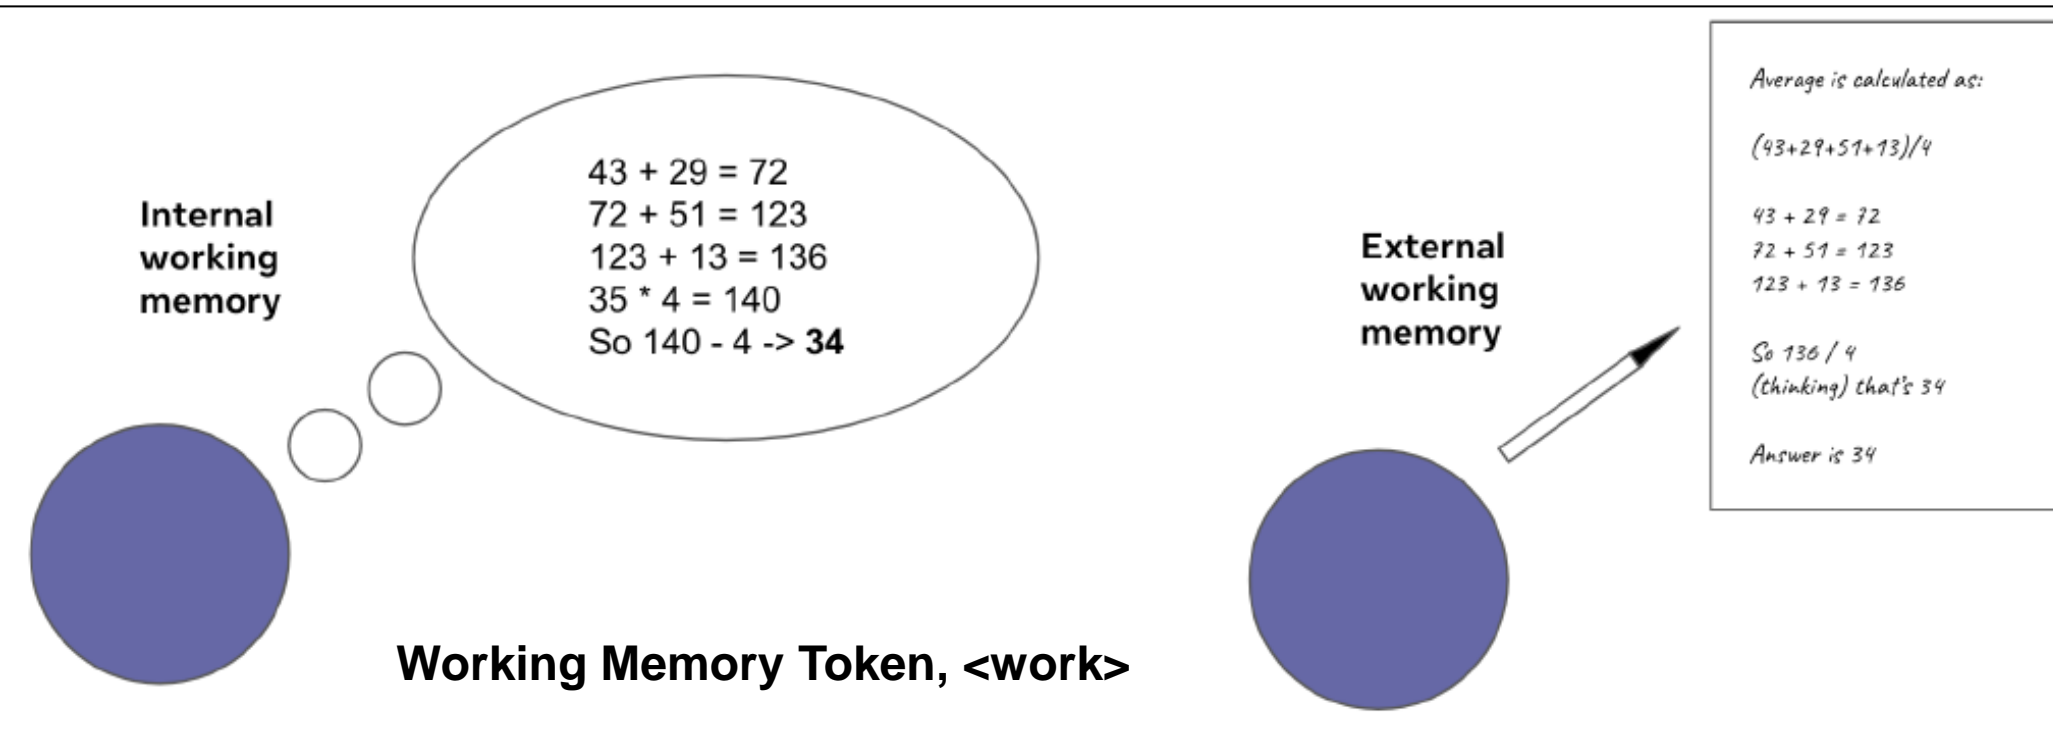 Internal
working
memory
43 + 29 = 72
72 + 51 = 123
123 + 13 = 136
35 * 4 = 140
So 140 - 4 -> 34
External
working
memory
Average is calculated as:
(43+29+51+13)/4
43 + 29 = 72
72 + 51 = 123
123 + 13 = 136
So 136 / 4
(thinking) that's 34
Answer is 34
Working Memory Token, <work>